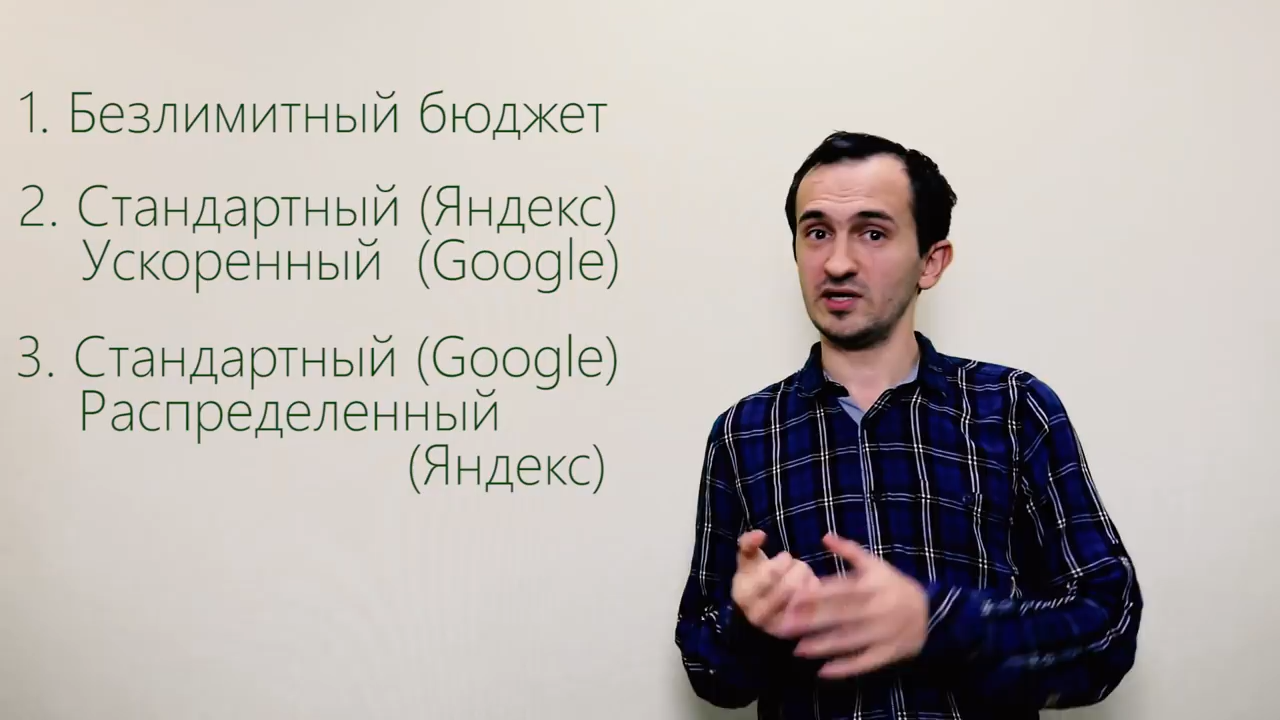 1. Безлимитный бюджет
2. Стандартный (Яндекс)
Ускоренный (Google)
3. Стандартный (Google)
Распределенный
(Яндекс)